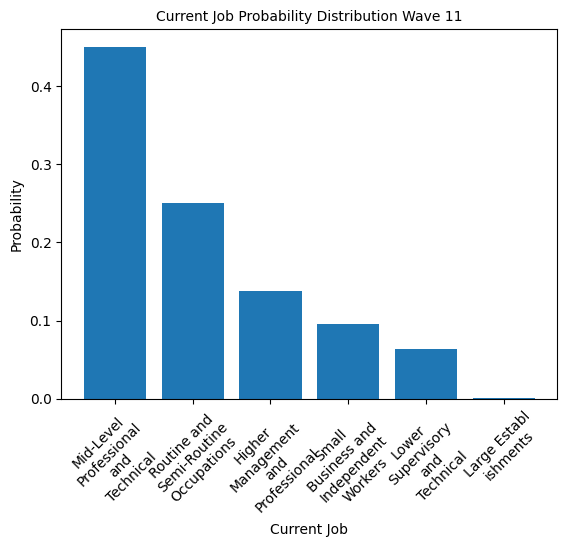 Current Job Probability Distribution Wave 11
Probability
0.4
0.3
0.2
0.1
0.0
Mid-Level
Professional
and
Technical
Routine and
Semi-Routine
Occupations
Higher
Management
and
Professional
Small
Business and
Independent
Workers
Lower
Supervisory
and
Technical
Large Establ
ishments
Current Job